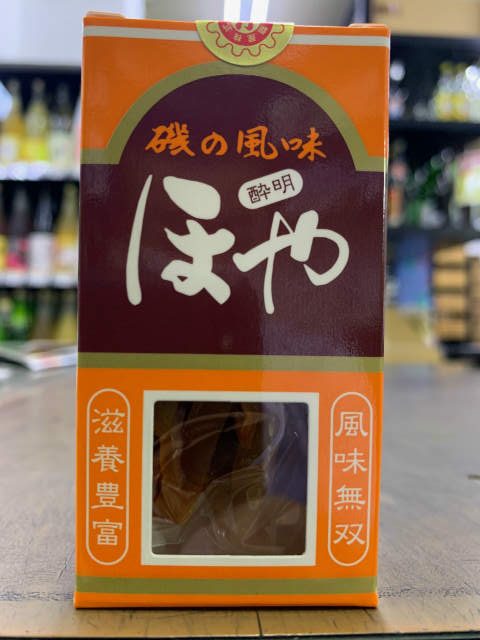 磯の風味
酔明
ほや
風味無双
滋養豊富